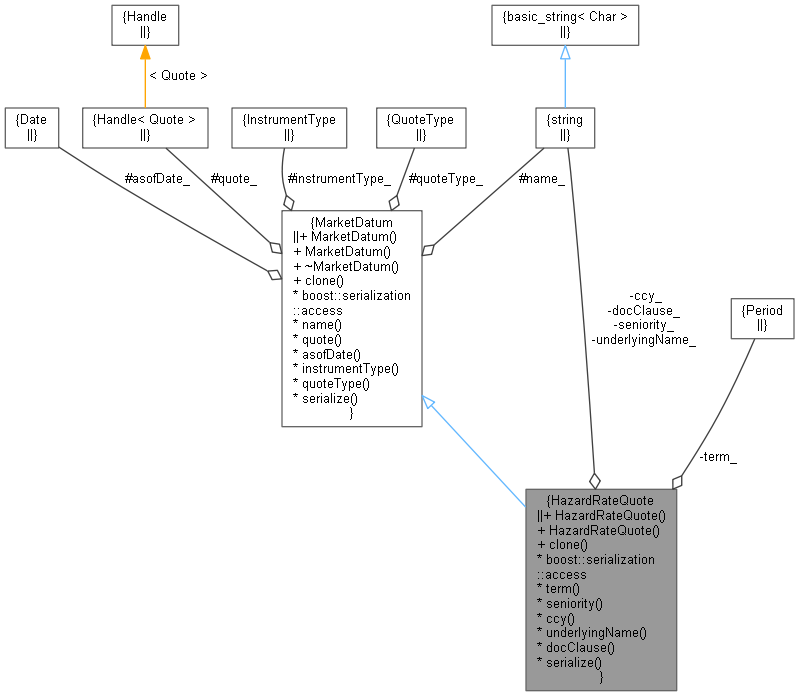 {Handle
||}
{basic_string< Char >
||}
< Quote >
{Date
||}
{Handle< Quote >
||}
{InstrumentType
||}
{QuoteType
||}
{string
||}
#asofDate_
#quote_
#instrumentType_
#quoteType_
#name_
{MarketDatum
||+ MarketDatum()
+ MarketDatum()
+ ~MarketDatum()
+ clone()
* boost::serialization
::access
* name()
* quote()
* asofDate()
* instrumentType()
* quoteType()
* serialize()
}
-ccy_
-docClause_
-seniority_
-underlyingName_
{Period
||}
-term_
{HazardRateQuote
||+ HazardRateQuote()
+ HazardRateQuote()
+ clone()
* boost::serialization
::access
* term()
* seniority()
* ccy()
* underlyingName()
* docClause()
* serialize()
}